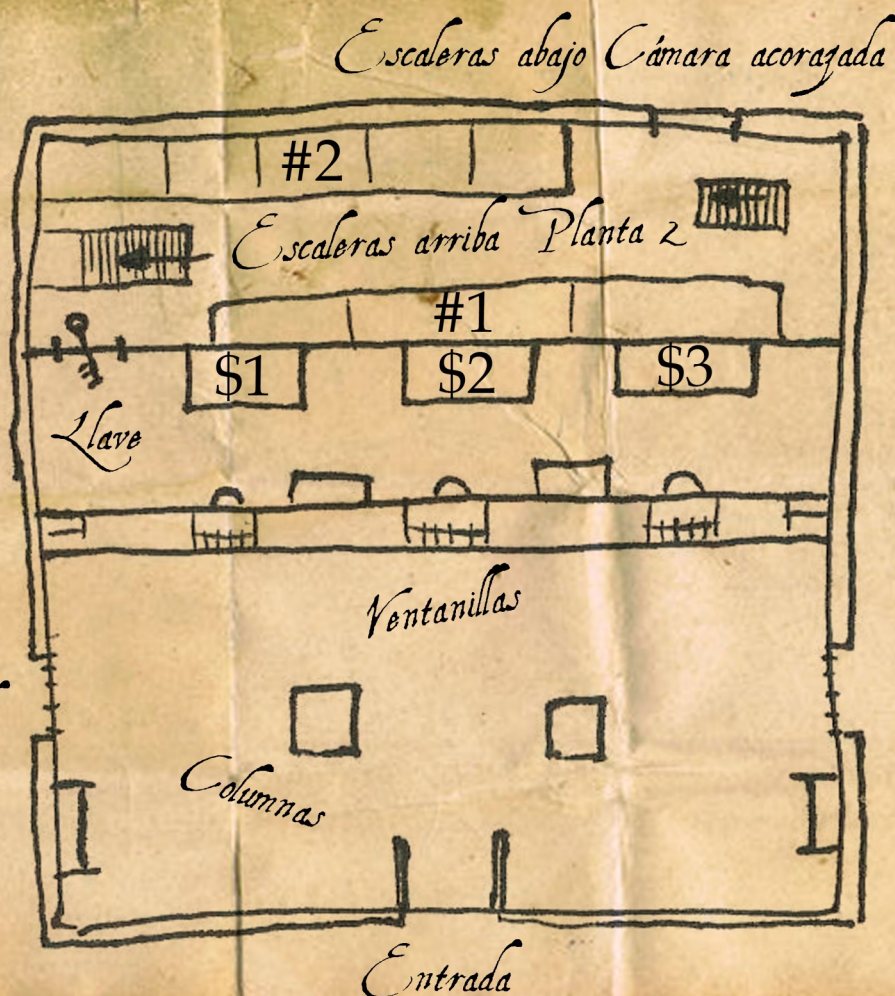 Escaleras abajo Cámara acorazada
#2
Escaleras arriba Planta 2
#1
$1 $2 $3
Llave
Ventanillas
Columnas
Entrada